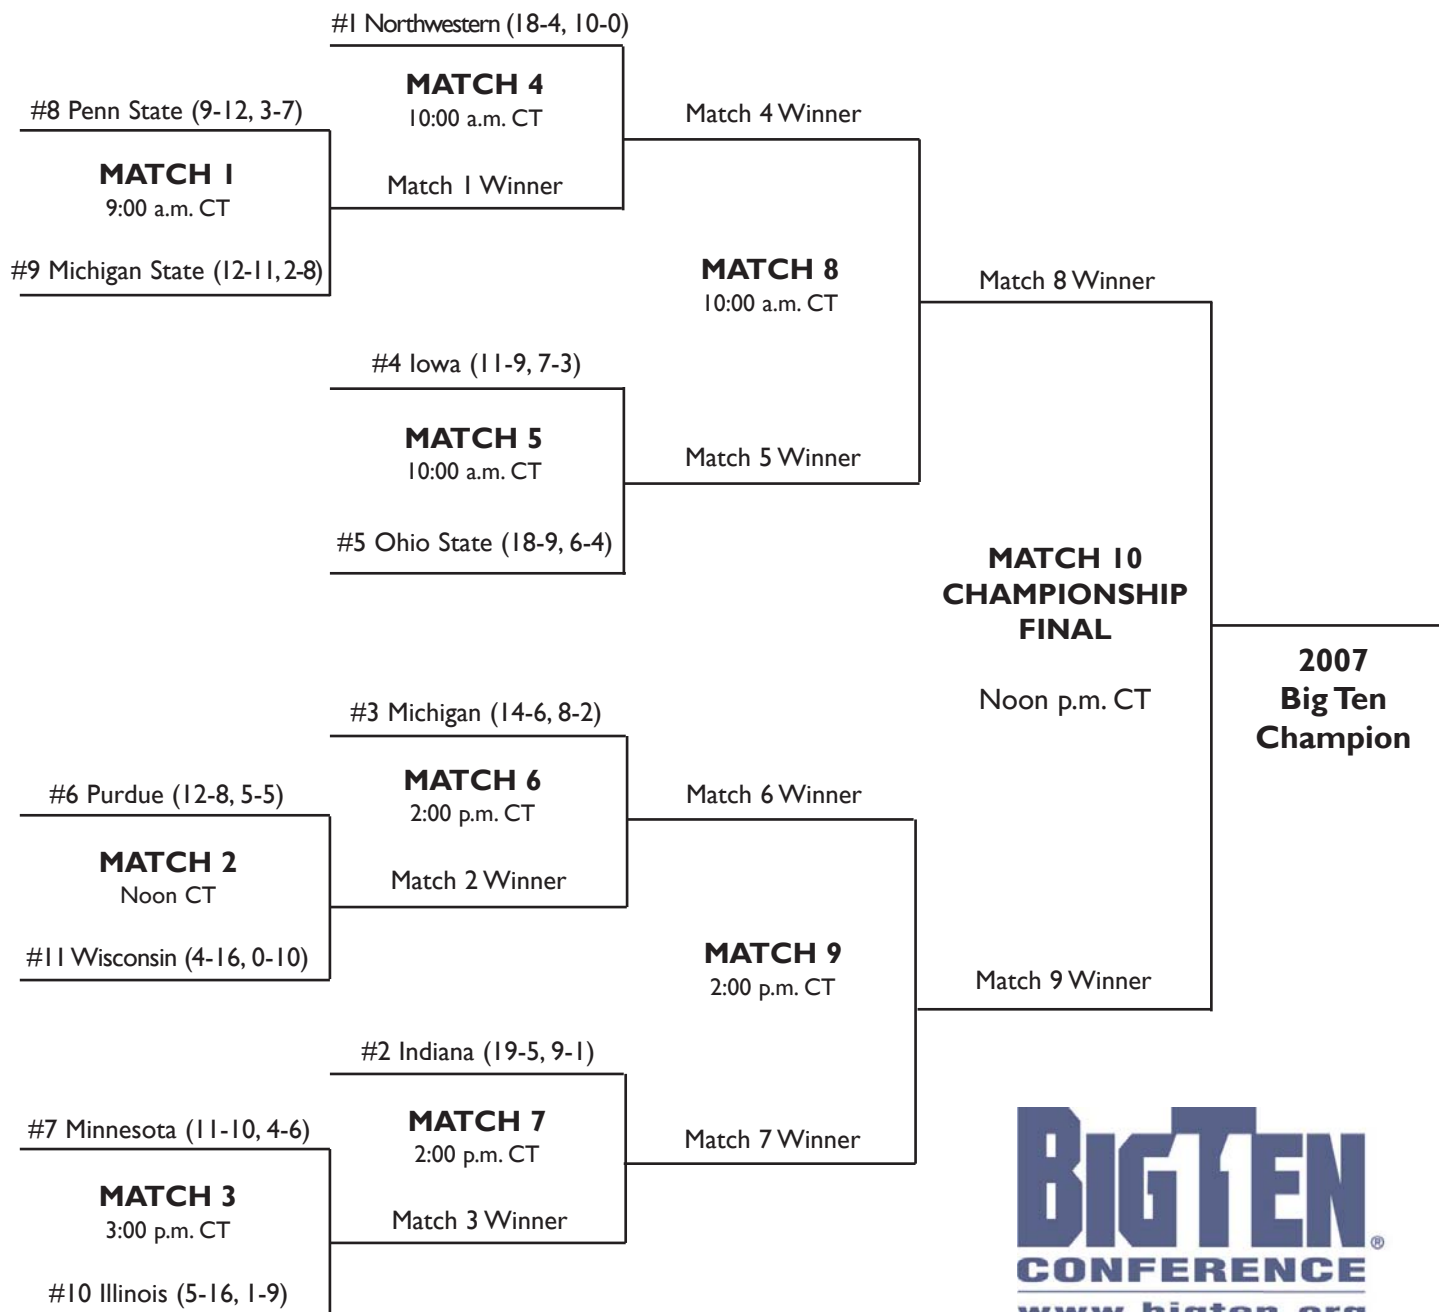 #1 Northwestern (18-4, 10-0)
MATCH 4
10:00 a.m. CT
#8 Penn State (9-12, 3-7)
MATCH 1
9:00 a.m. CT
Match 1 Winner
#9 Michigan State (12-11, 2-8)
Match 4 Winner
MATCH 8
10:00 a.m. CT
Match 8 Winner
#4 Iowa (11-9, 7-3)
MATCH 5
10:00 a.m. CT
Match 5 Winner
#5 Ohio State (18-9, 6-4)
MATCH 10
CHAMPIONSHIP
FINAL
Noon p.m. CT
2007
Big Ten
Champion
#3 Michigan (14-6, 8-2)
MATCH 6
2:00 p.m. CT
Match 6 Winner
#6 Purdue (12-8, 5-5)
MATCH 2
Noon CT
Match 2 Winner
#11 Wisconsin (4-16, 0-10)
MATCH 9
2:00 p.m. CT
Match 9 Winner
#2 Indiana (19-5, 9-1)
MATCH 7
2:00 p.m. CT
Match 7 Winner
#7 Minnesota (11-10, 4-6)
MATCH 3
3:00 p.m. CT
Match 3 Winner
#10 Illinois (5-16, 1-9)
BIG TEN®
CONFERENCE
www.bigten.org